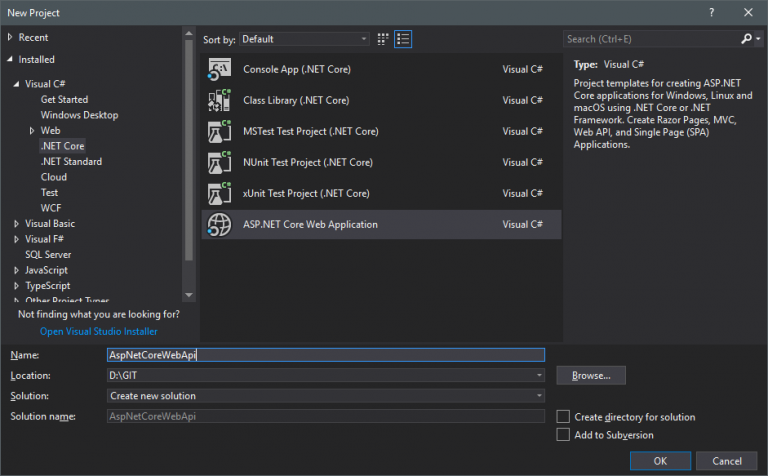 New Project
Recent
Installed
Visual C#
Get Started
Windows Desktop
Web
.NET Core
.NET Standard
Cloud
Test
WCF
Visual Basic
Visual F#
SQL Server
JavaScript
TypeScript
Other Project Types
Not finding what you are looking for?
Open Visual Studio Installer
Sort by: Default
Console App (.NET Core) Visual C#
Class Library (.NET Core) Visual C#
MSTest Test Project (.NET Core) Visual C#
NUnit Test Project (.NET Core) Visual C#
xUnit Test Project (.NET Core) Visual C#
ASP.NET Core Web Application Visual C#
Search (Ctrl+E)
Type: Visual C#
Project templates for creating ASP.NET
Core applications for Windows, Linux and
macOS using .NET Core or .NET
Framework. Create Razor Pages, MVC,
Web API, and Single Page (SPA)
Applications.
Name: AspNetCoreWebApi
Location: D:\GIT
Browse...
Solution: Create new solution
Solution name: AspNetCoreWebApi
Create directory for solution
Add to Subversion
OK Cancel